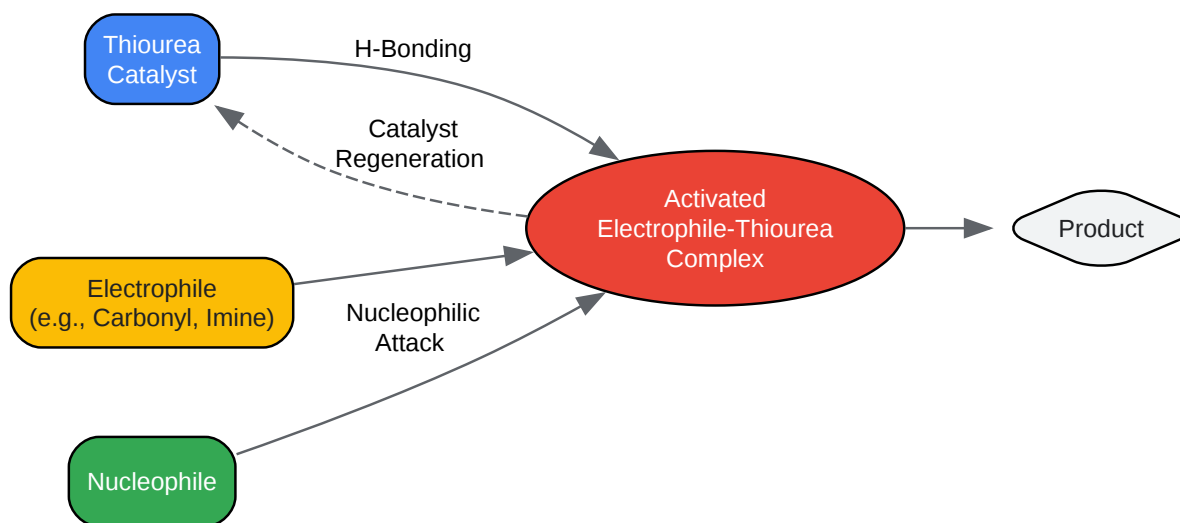 Thiourea
Catalyst
H-Bonding
Catalyst
Regeneration
Activated
Electrophile-Thiourea
Complex
Product
Electrophile
(e.g., Carbonyl, Imine)
Nucleophilic
Attack
Nucleophile